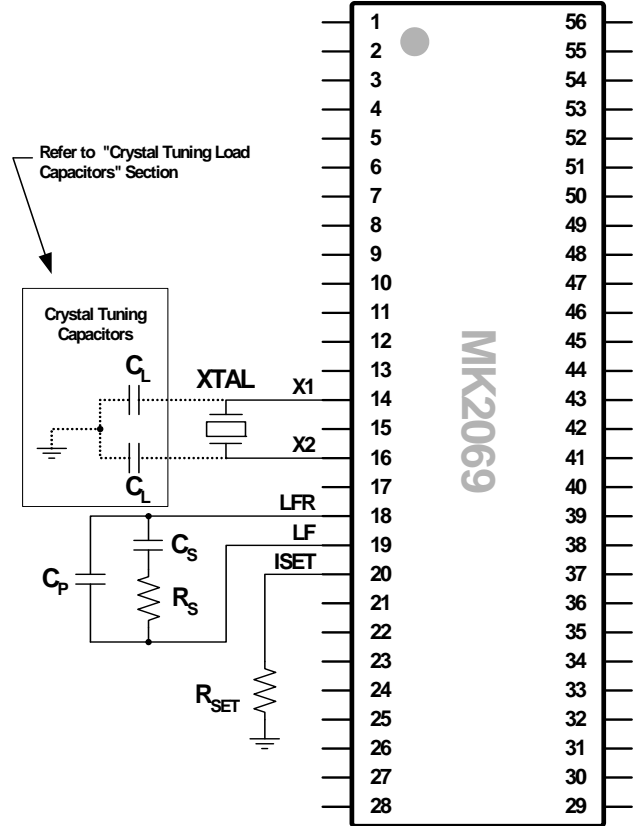 1 56
2 55
3 54
4 53
5 52
6 51
7 50
8 49
9 48
10 47
11 46
12 45
13 44
14 43
15 42
16 41
17 40
18 39
19 38
20 37
21 36
22 35
23 34
24 33
25 32
26 31
27 30
28 29
MK2069
Refer to "Crystal Tuning Load
Capacitors" Section
Crystal Tuning
Capacitors
CL
XTAL
X1
X2
CL
LFR
LF
ISET
CS
CP
RS
RSET